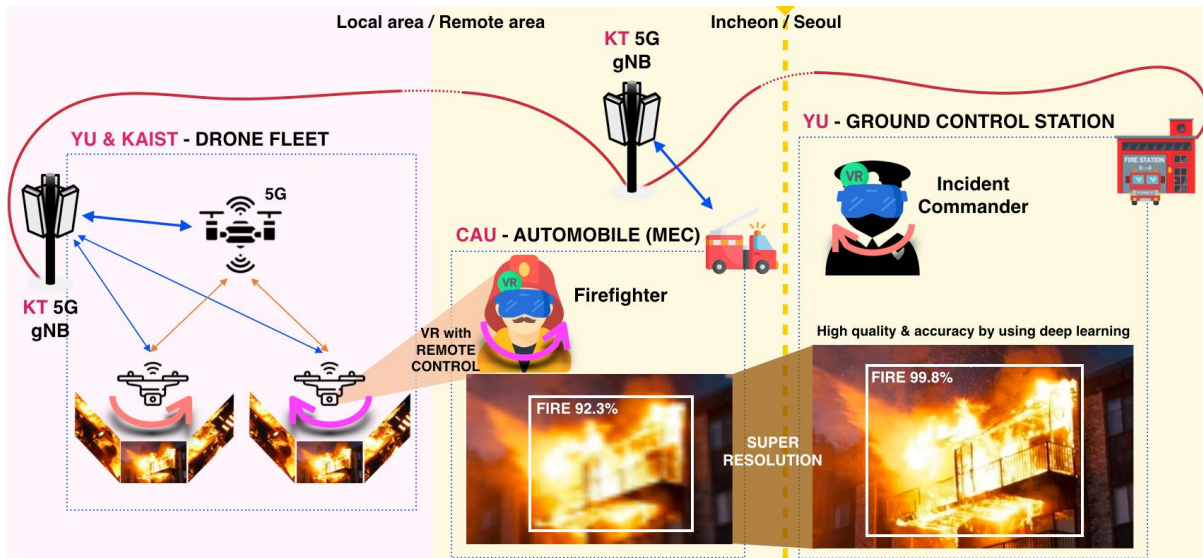 Local area / Remote area
Incheon / Seoul
KT 5G
gNB
YU & KAIST - DRONE FLEET
5G
KT 5G
gNB
CAU - AUTOMOBILE (MEC)
VR
Firefighter
VR with
REMOTE
CONTROL
FIRE 92.3%
SUPER
RESOLUTION
YU - GROUND CONTROL STATION
FIRE STATION
VR
Incident
Commander
High quality & accuracy by using deep learning
FIRE 99.8%